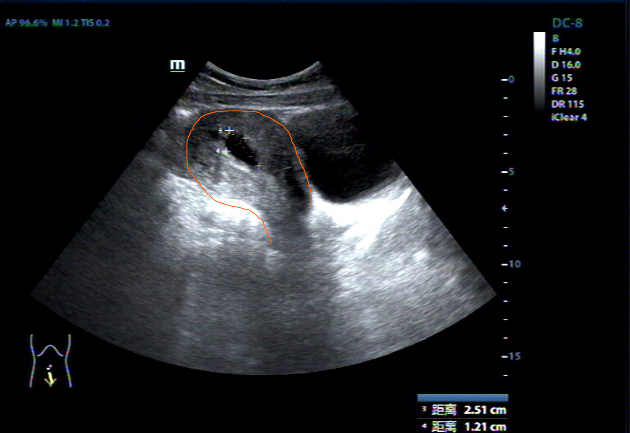 AP 96.6% MI 1.2 TIS 0.2
DC-8
B
F H4.0
D 16.0
G 15
FR 28
DR 115
iClear 4
m
0
5
10
15
3 距离 2.51 cm
4 距离 1.21 cm